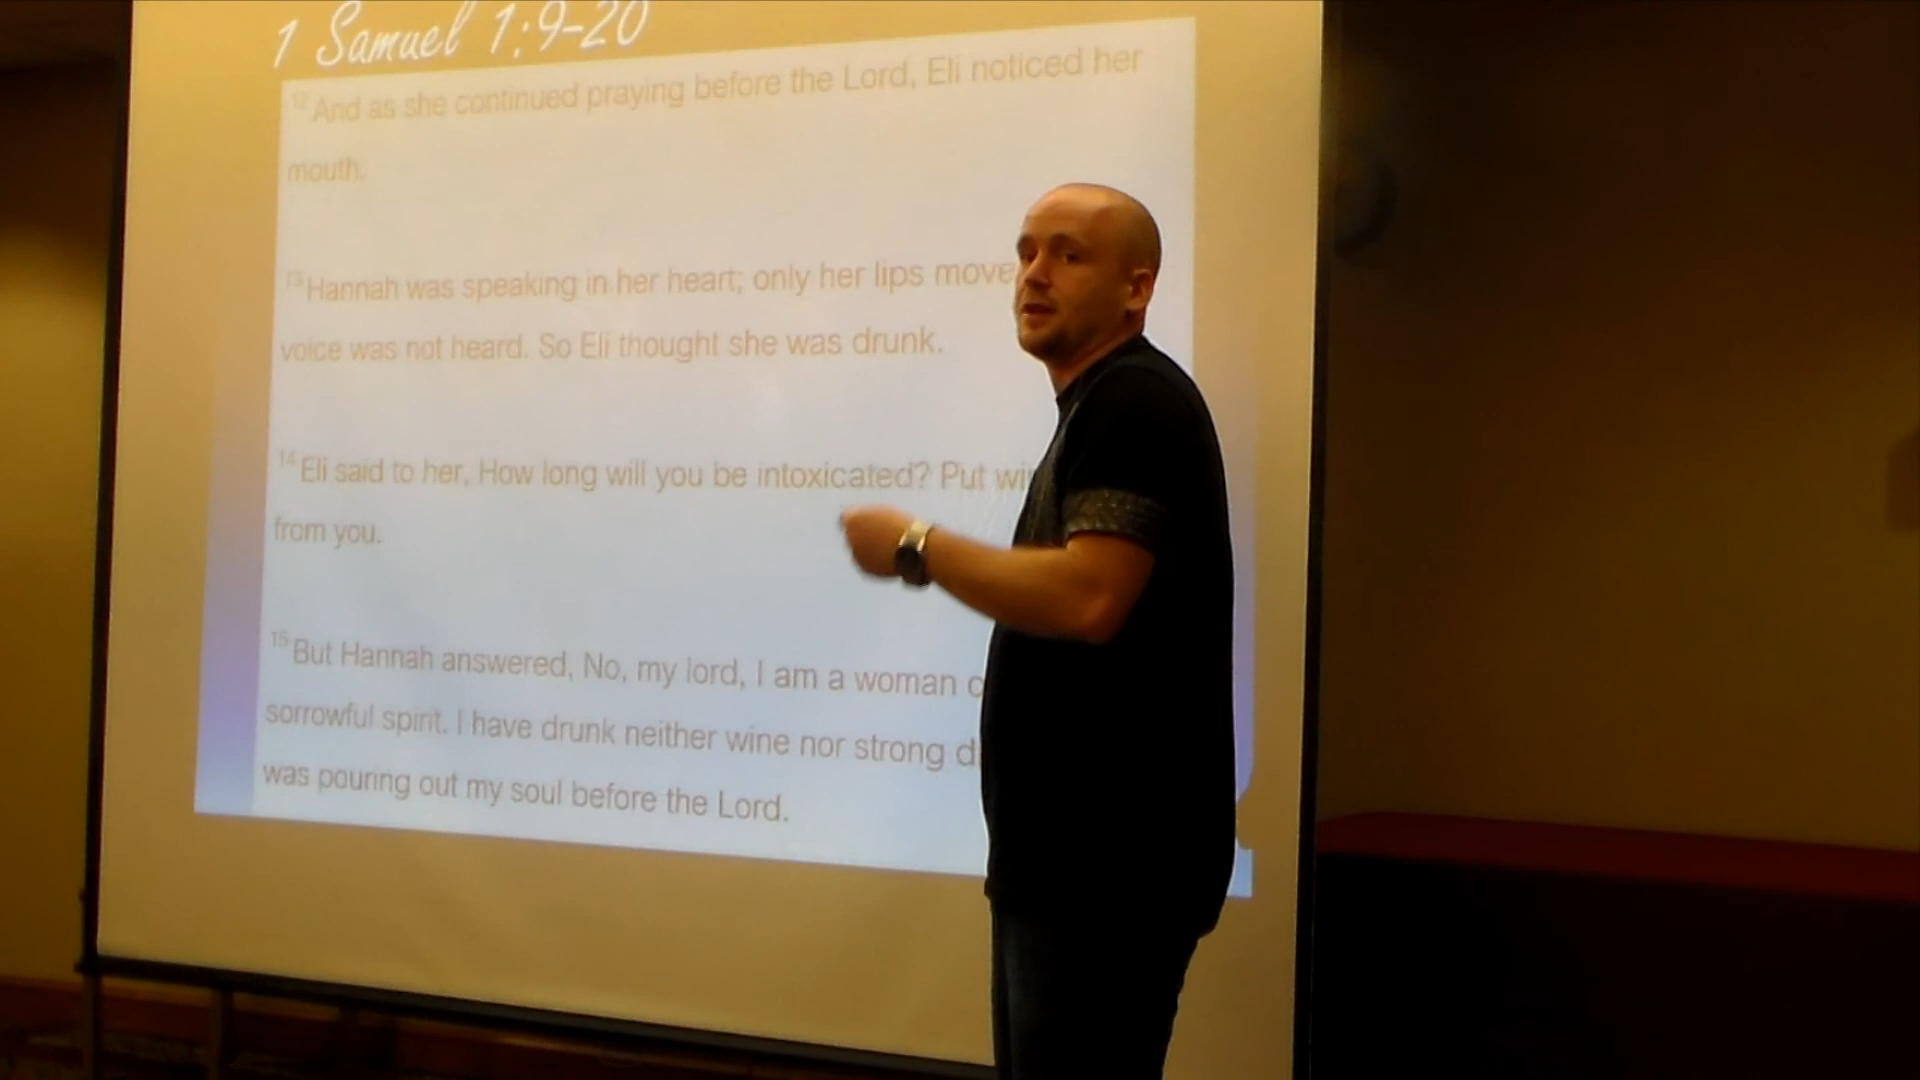 1 Samuel 1:9-20
12 And as she continued praying before the Lord, Eli noticed her
mouth.
13 Hannah was speaking in her heart; only her lips move
voice was not heard. So Eli thought she was drunk.
14 Eli said to her, How long will you be intoxicated? Put
from you.
15 But Hannah answered, No, my lord, I am a woman
sorrowful spirit. I have drunk neither wine nor strong
was pouring out my soul before the Lord.